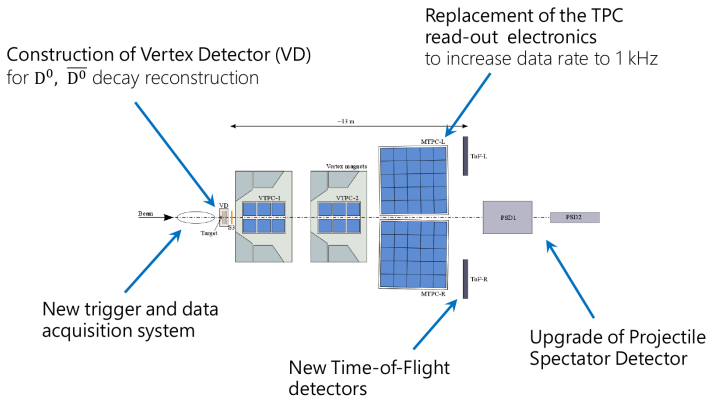 Replacement of the TPC
read-out electronics
to increase data rate to 1 kHz
Construction of Vertex Detector (VD)
for D⁰, D̅⁰ decay reconstruction
~13 m
MTPC-L
ToF-L
Vertex magnets
VTPC-1
VTPC-2
VD
Beam
Target
S3
PSD1
PSD2
ToF-R
MTPC-R
New trigger and data
acquisition system
New Time-of-Flight
detectors
Upgrade of Projectile
Spectator Detector